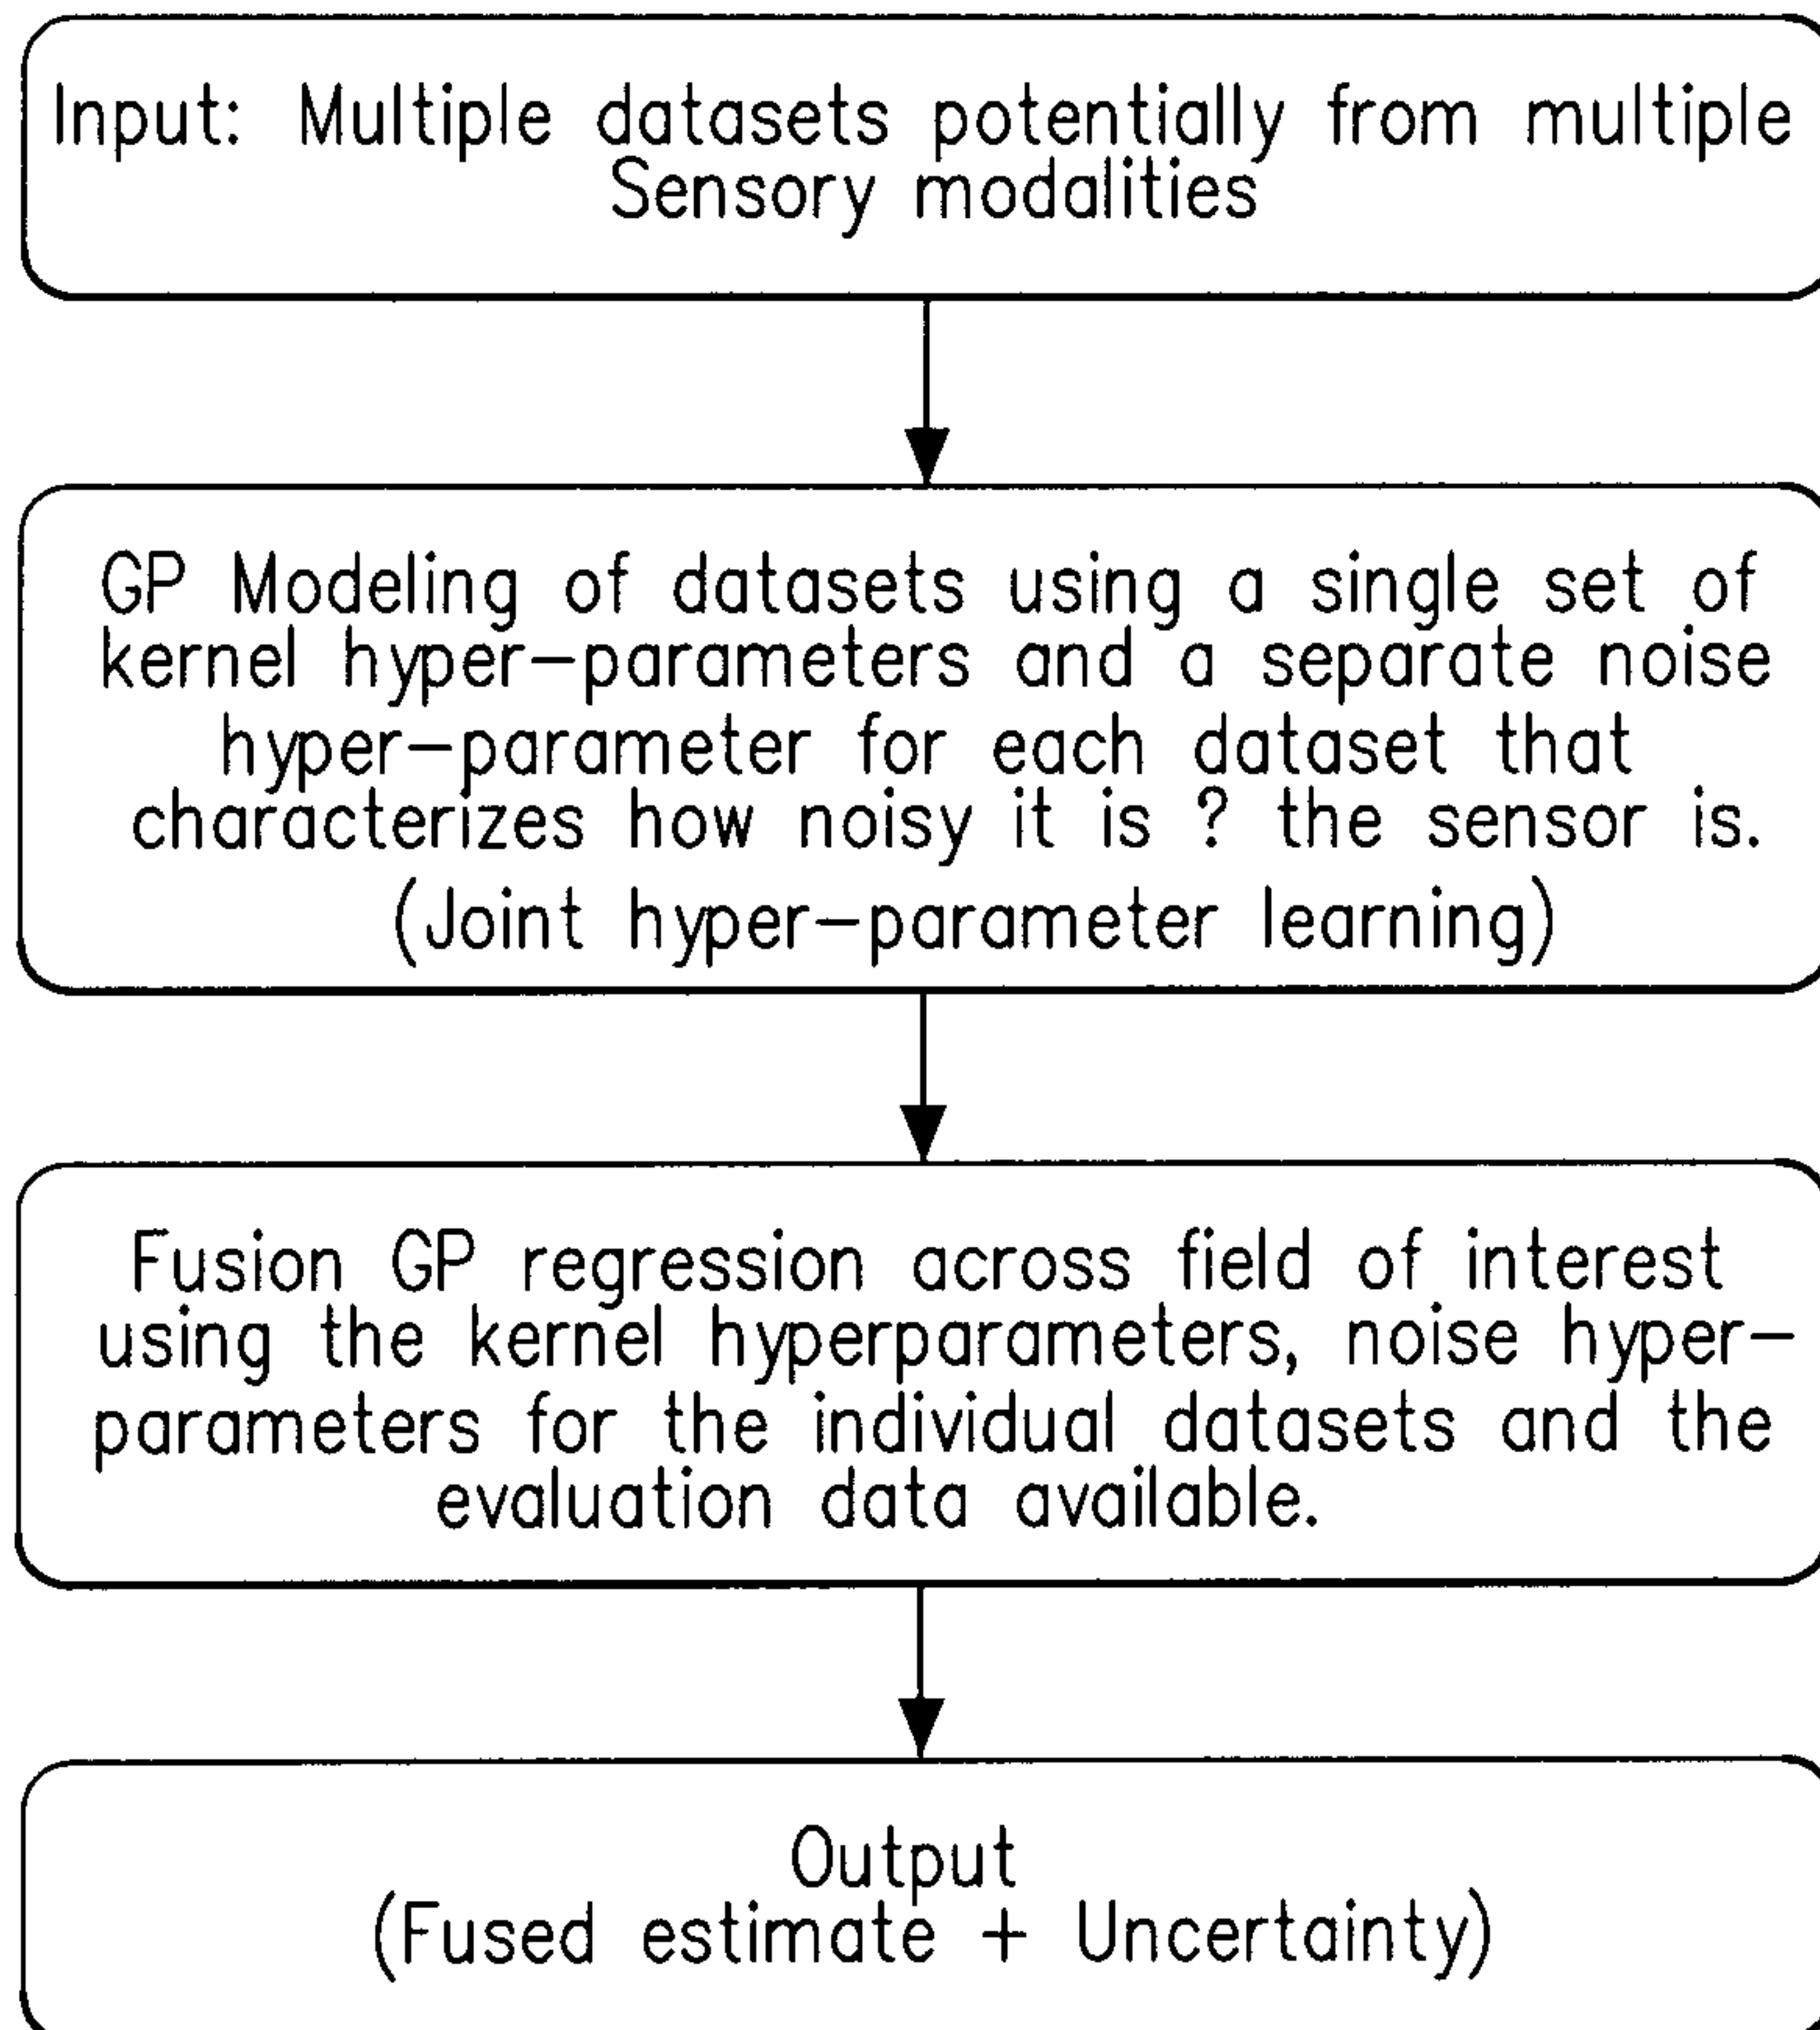 Input: Multiple datasets potentially from multiple
Sensory modalities
GP Modeling of datasets using a single set of
kernel hyper-parameters and a separate noise
hyper-parameter for each dataset that
characterizes how noisy it is ? the sensor is.
(Joint hyper-parameter learning)
Fusion GP regression across field of interest
using the kernel hyperparameters, noise hyper-
parameters for the individual datasets and the
evaluation data available.
Output
(Fused estimate + Uncertainty)